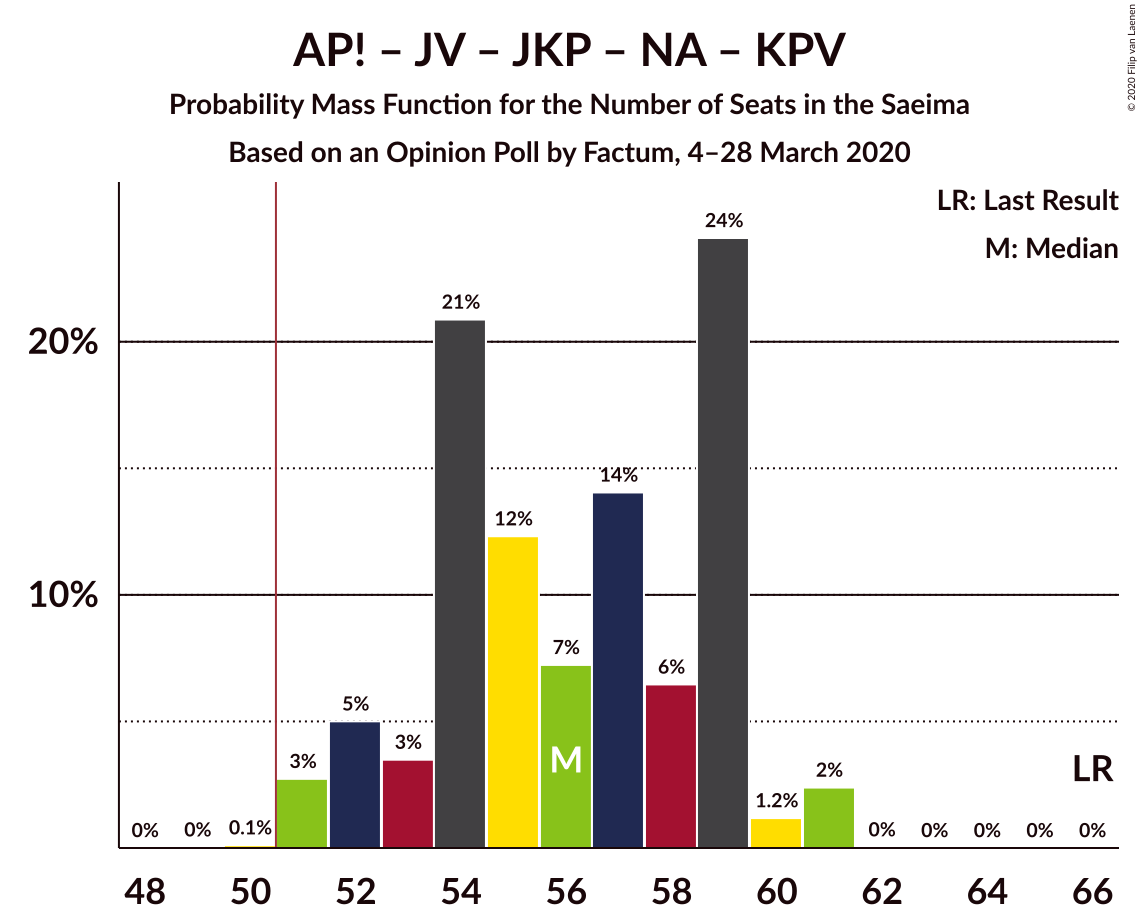 AP! – JV – JKP – NA – KPV
Probability Mass Function for the Number of Seats in the Saeima
Based on an Opinion Poll by Factum, 4–28 March 2020
© 2020 Filip van Laenen
LR: Last Result
M: Median
24%
21%
20%
14%
12%
10%
7%
6%
5%
3%
M
3%
LR
2%
1.2%
0% 0% 0.1% 0% 0% 0% 0% 0%
48 50 52 54 56 58 60 62 64 66